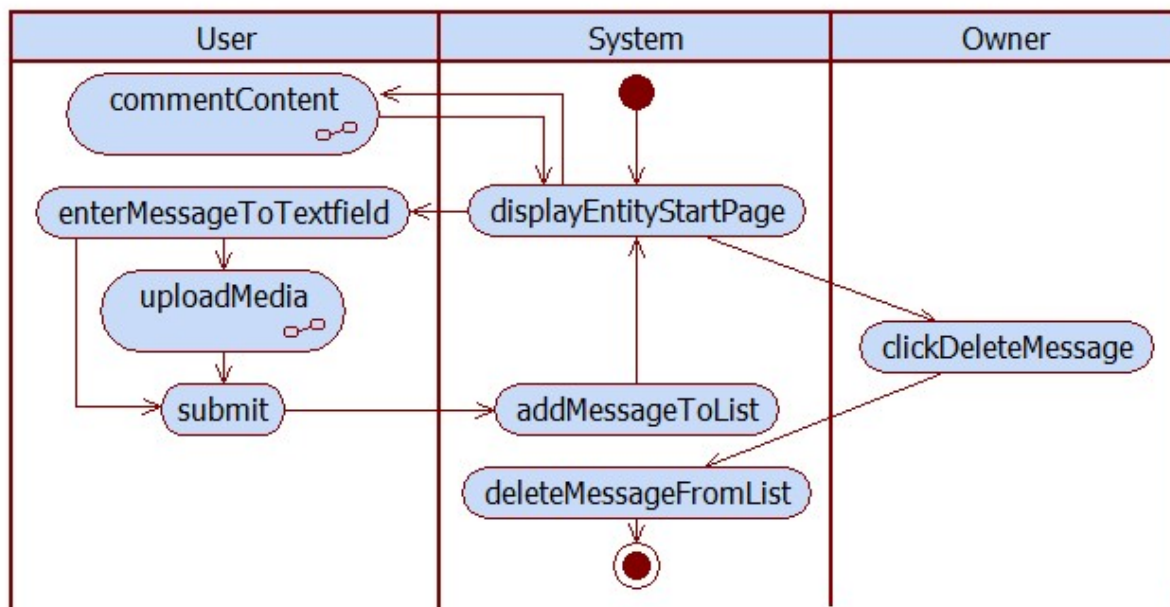 User
System
Owner
commentContent
enterMessageToTextfield
displayEntityStartPage
uploadMedia
clickDeleteMessage
submit
addMessageToList
deleteMessageFromList